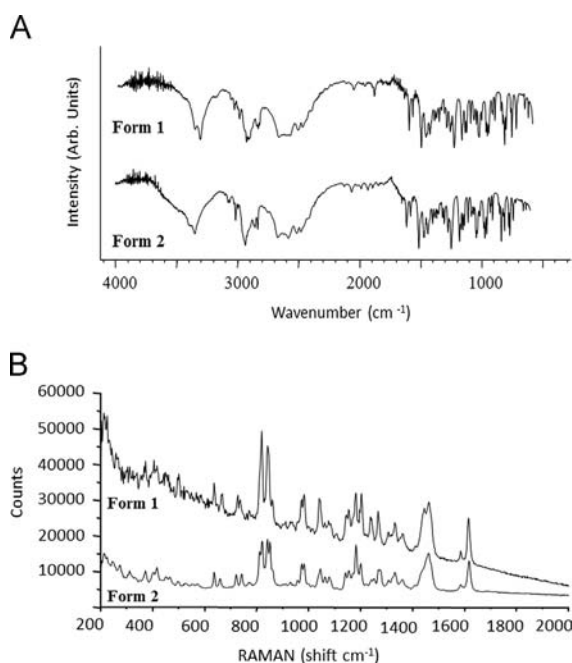 A
Intensity (Arb. Units)
Form 1
Form 2
4000 3000 2000 1000
Wavenumber (cm -1)
B
60000
50000
40000
30000
20000
10000
Counts
Form 1
Form 2
200 400 600 800 1000 1200 1400 1600 1800 2000
RAMAN (shift cm-1)